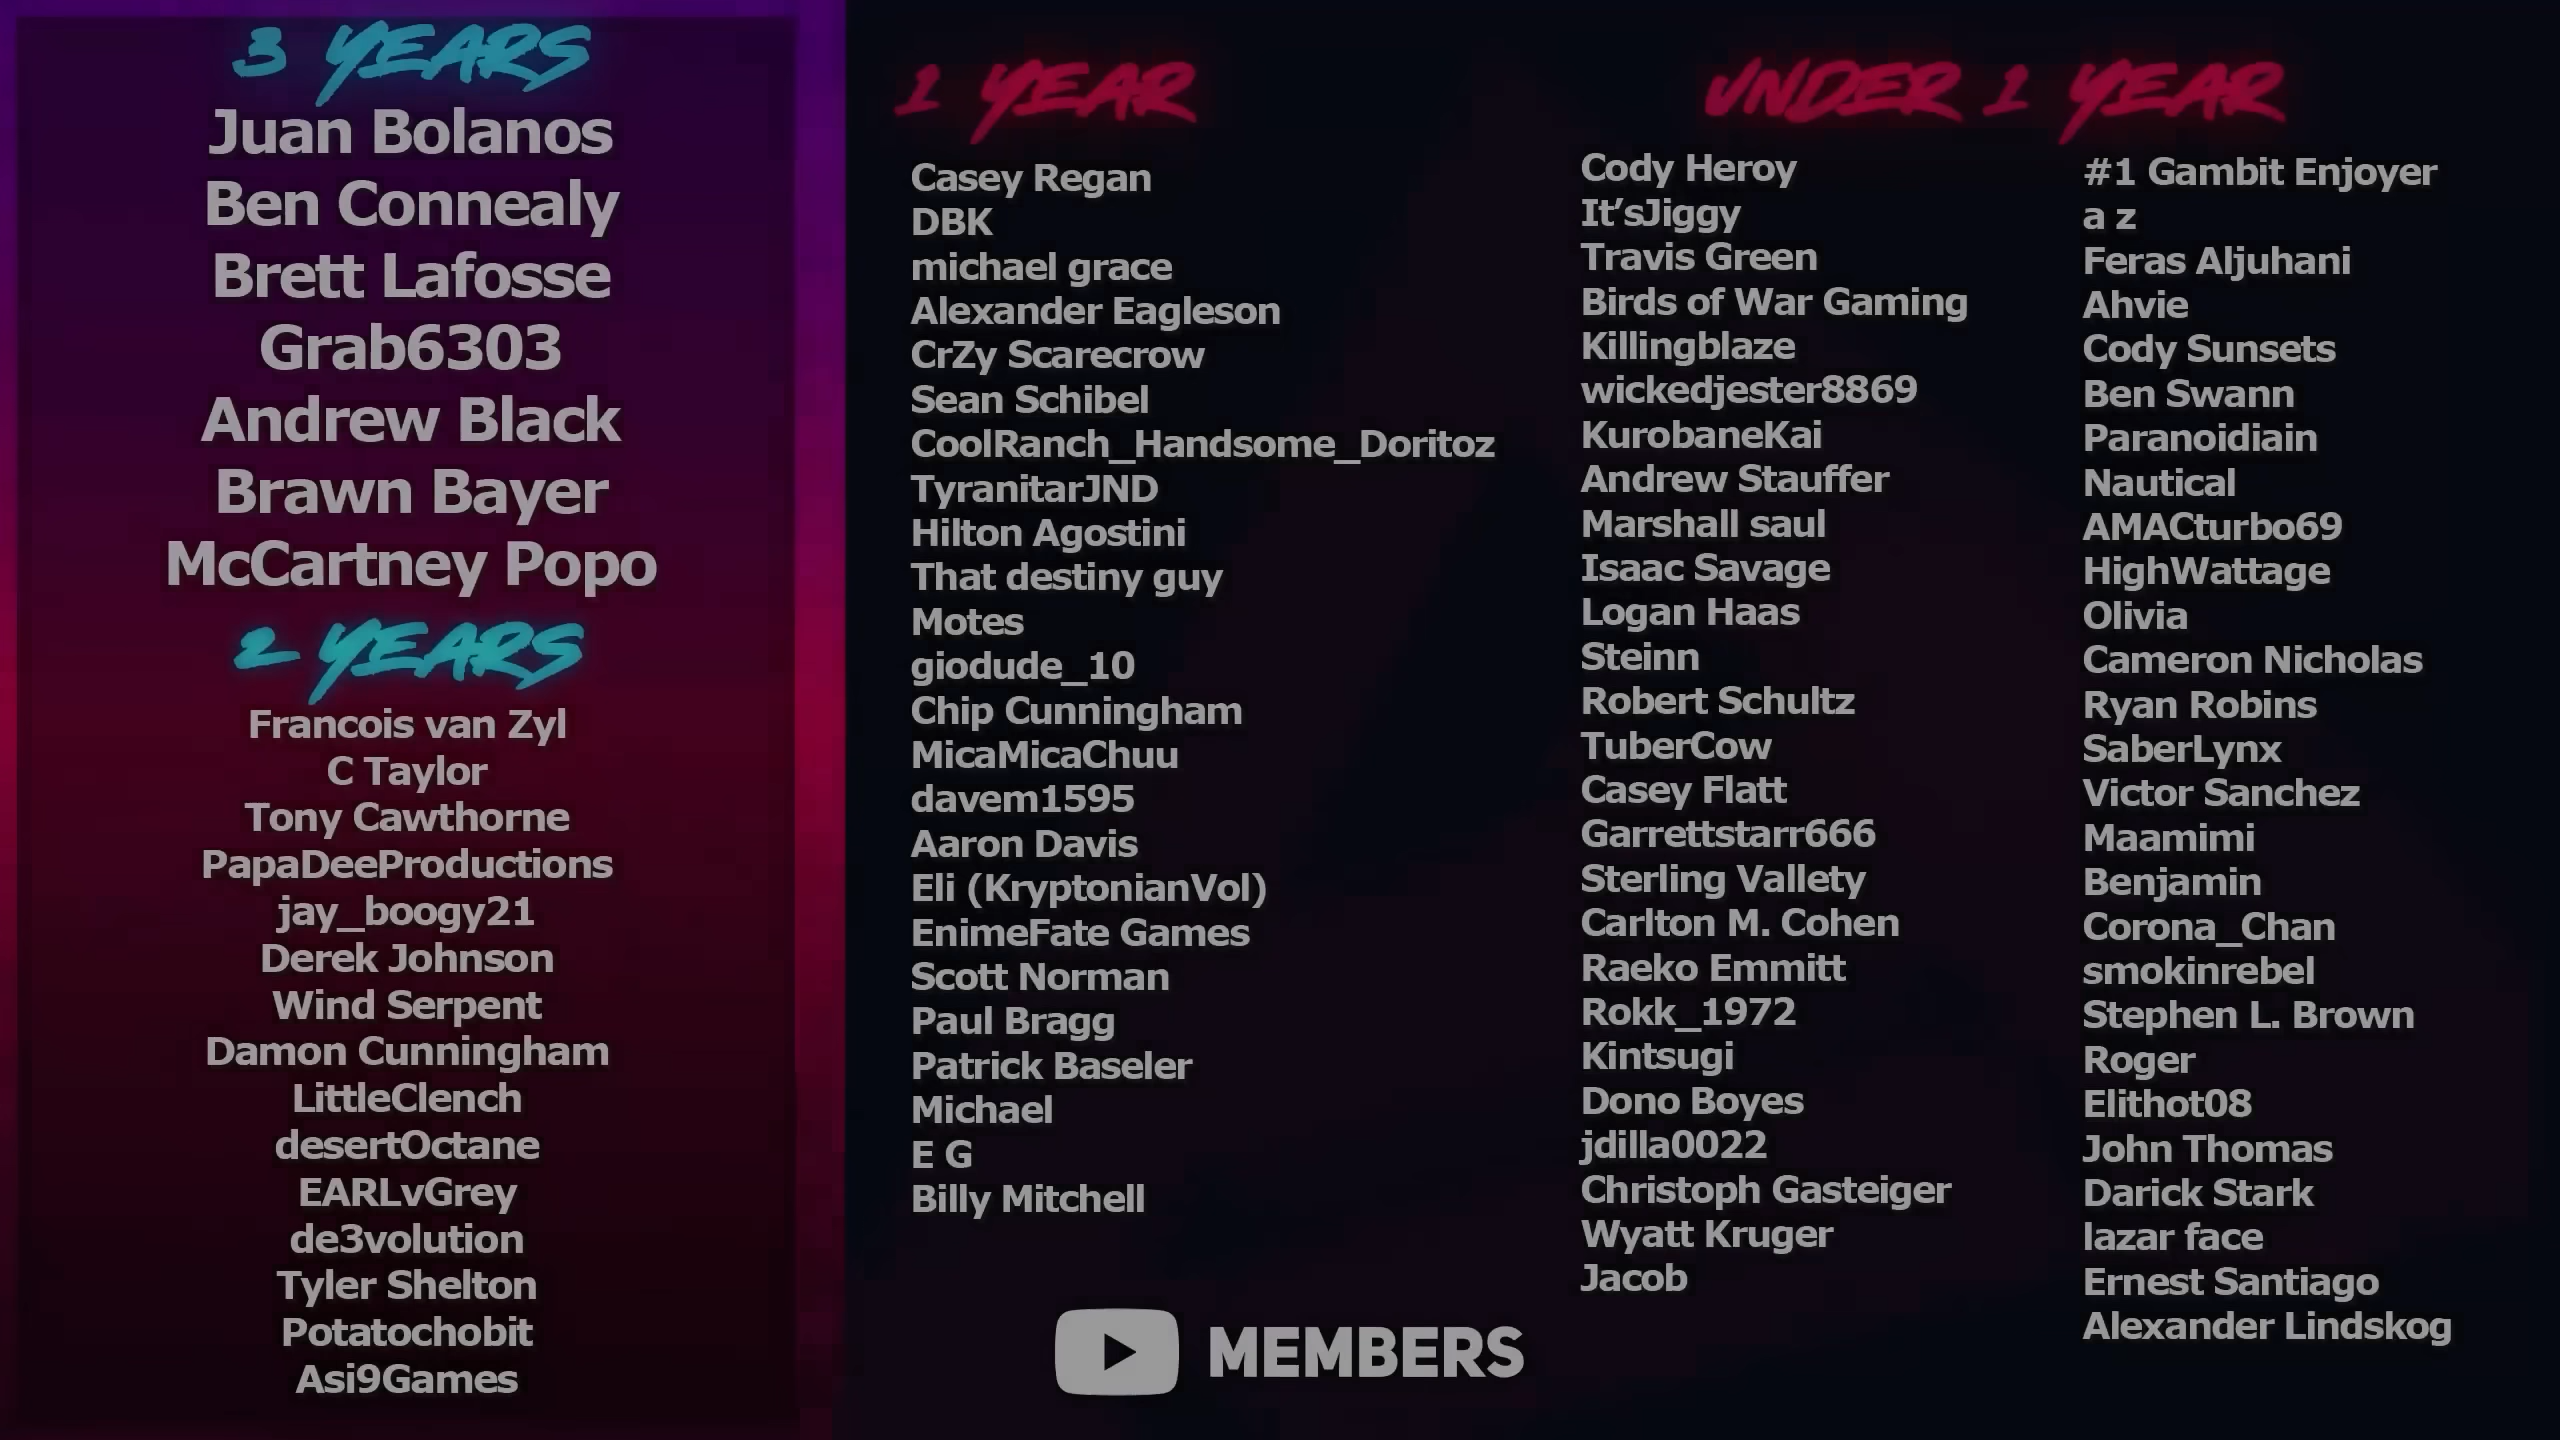 3 YEARS
Juan Bolanos
Ben Connealy
Brett Lafosse
Grab6303
Andrew Black
Brawn Bayer
McCartney Popo
2 YEARS
Francois van Zyl
C Taylor
Tony Cawthorne
PapaDeeProductions
jay_boogy21
Derek Johnson
Wind Serpent
Damon Cunningham
LittleClench
desertOctane
EARLvGrey
de3volution
Tyler Shelton
Potatochobit
Asi9Games
1 YEAR
Casey Regan
DBK
michael grace
Alexander Eagleson
CrZy Scarecrow
Sean Schibel
CoolRanch_Handsome_Doritoz
TyranitarJND
Hilton Agostini
That destiny guy
Motes
giodude_10
Chip Cunningham
MicaMicaChuu
davem1595
Aaron Davis
Eli (KryptonianVol)
EnimeFate Games
Scott Norman
Paul Bragg
Patrick Baseler
Michael
E G
Billy Mitchell
UNDER 1 YEAR
Cody Heroy
It’sJiggy
Travis Green
Birds of War Gaming
Killingblaze
wickedjester8869
KurobaneKai
Andrew Stauffer
Marshall saul
Isaac Savage
Logan Haas
Steinn
Robert Schultz
TuberCow
Casey Flatt
Garrettstarr666
Sterling Vallety
Carlton M. Cohen
Raeko Emmitt
Rokk_1972
Kintsugi
Dono Boyes
jdilla0022
Christoph Gasteiger
Wyatt Kruger
Jacob
#1 Gambit Enjoyer
a z
Feras Aljuhani
Ahvie
Cody Sunsets
Ben Swann
Paranoidiain
Nautical
AMACturbo69
HighWattage
Olivia
Cameron Nicholas
Ryan Robins
SaberLynx
Victor Sanchez
Maamimi
Benjamin
Corona_Chan
smokinrebel
Stephen L. Brown
Roger
Elithot08
John Thomas
Darick Stark
lazar face
Ernest Santiago
Alexander Lindskog
MEMBERS